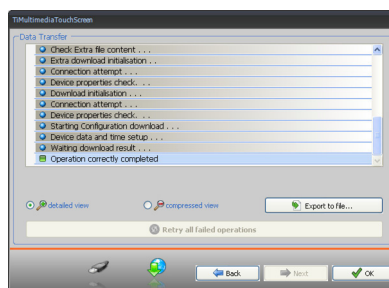 TiMultimediaTouchScreen
Data Transfer
Check Extra file content . . .
Extra download initialisation . .
Connection attempt . . .
Device properties check. . .
Download initialisation . . .
Connection attempt . . .
Device properties check. . .
Starting Configuration download . . .
Device data and time setup . . .
Waiting download result . . .
Operation correctly completed
detailed view
compressed view
Export to file...
Retry all failed operations
Back
Next
OK